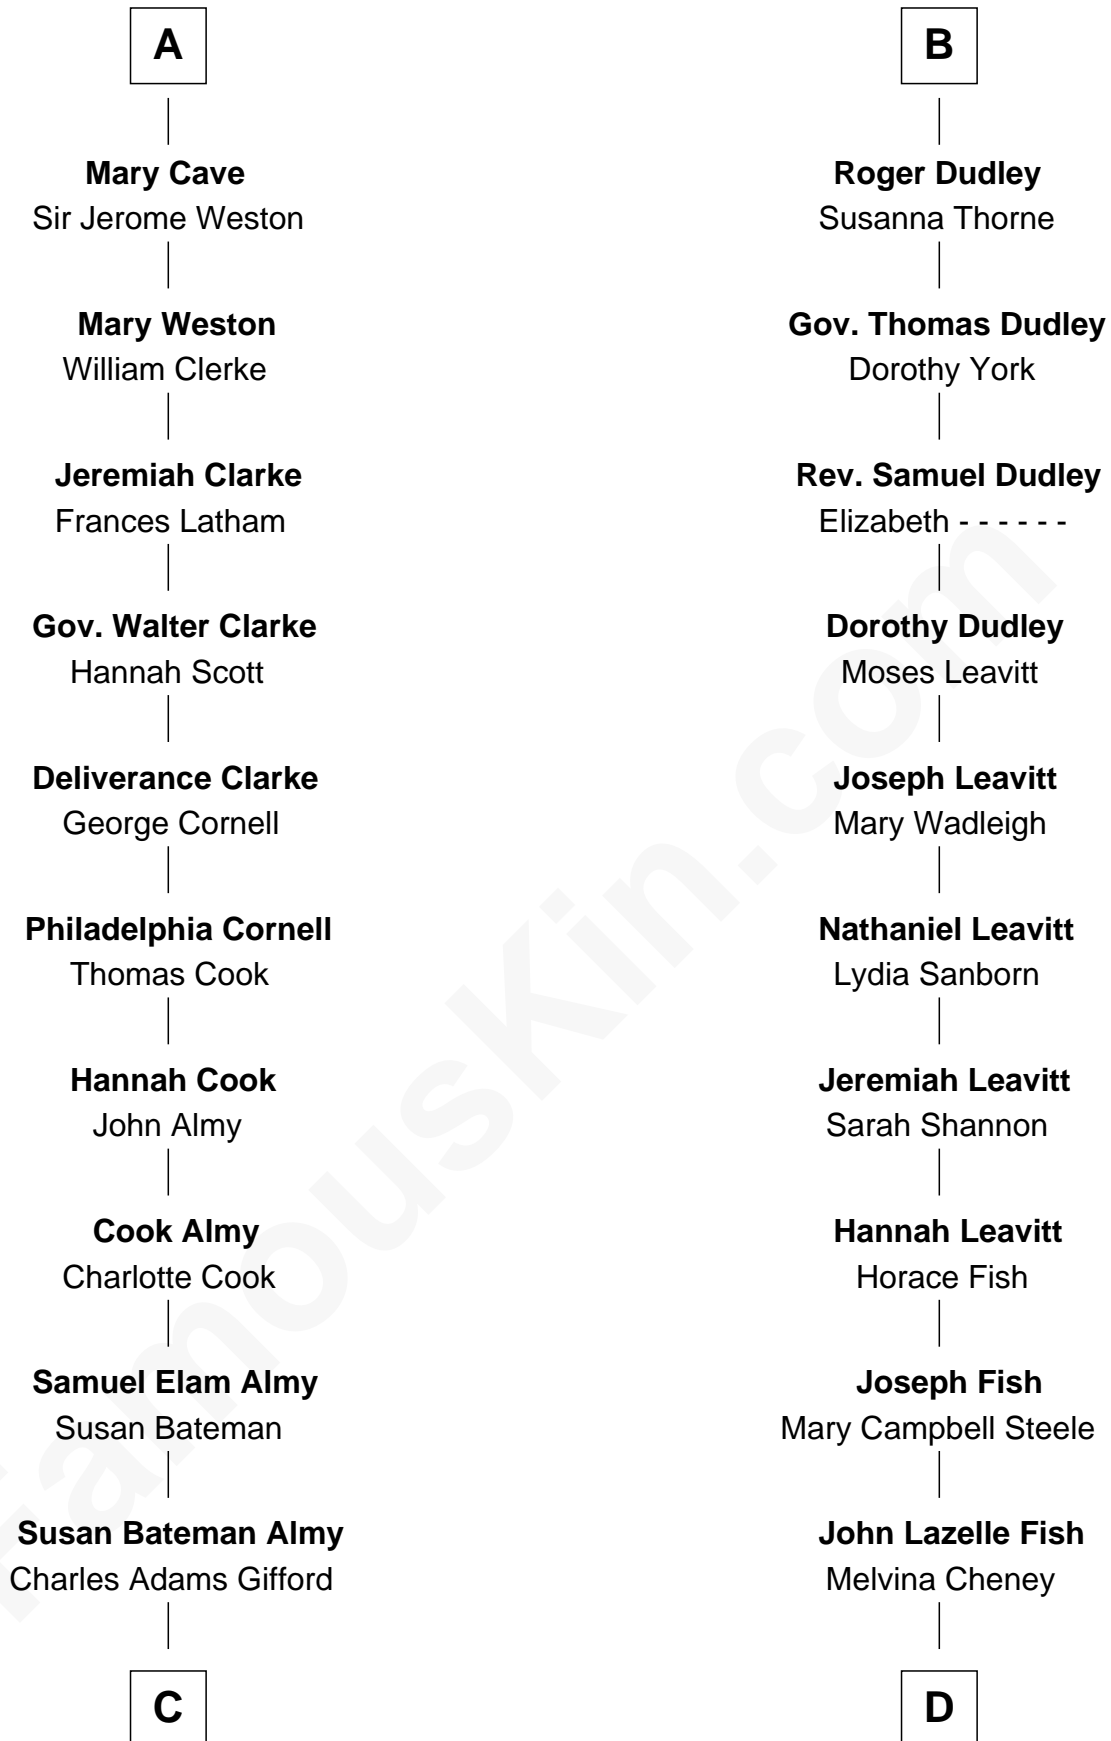 A
Mary Cave
Sir Jerome Weston
Mary Weston
William Clerke
Jeremiah Clarke
Frances Latham
Gov. Walter Clarke
Hannah Scott
Deliverance Clarke
George Cornell
Philadelphia Cornell
Thomas Cook
Hannah Cook
John Almy
Cook Almy
Charlotte Cook
Samuel Elam Almy
Susan Bateman
Susan Bateman Almy
Charles Adams Gifford
C
B
Roger Dudley
Susanna Thorne
Gov. Thomas Dudley
Dorothy York
Rev. Samuel Dudley
Elizabeth - - - - - -
Dorothy Dudley
Moses Leavitt
Joseph Leavitt
Mary Wadleigh
Nathaniel Leavitt
Lydia Sanborn
Jeremiah Leavitt
Sarah Shannon
Hannah Leavitt
Horace Fish
Joseph Fish
Mary Campbell Steele
John Lazelle Fish
Melvina Cheney
D
FamousKin.com